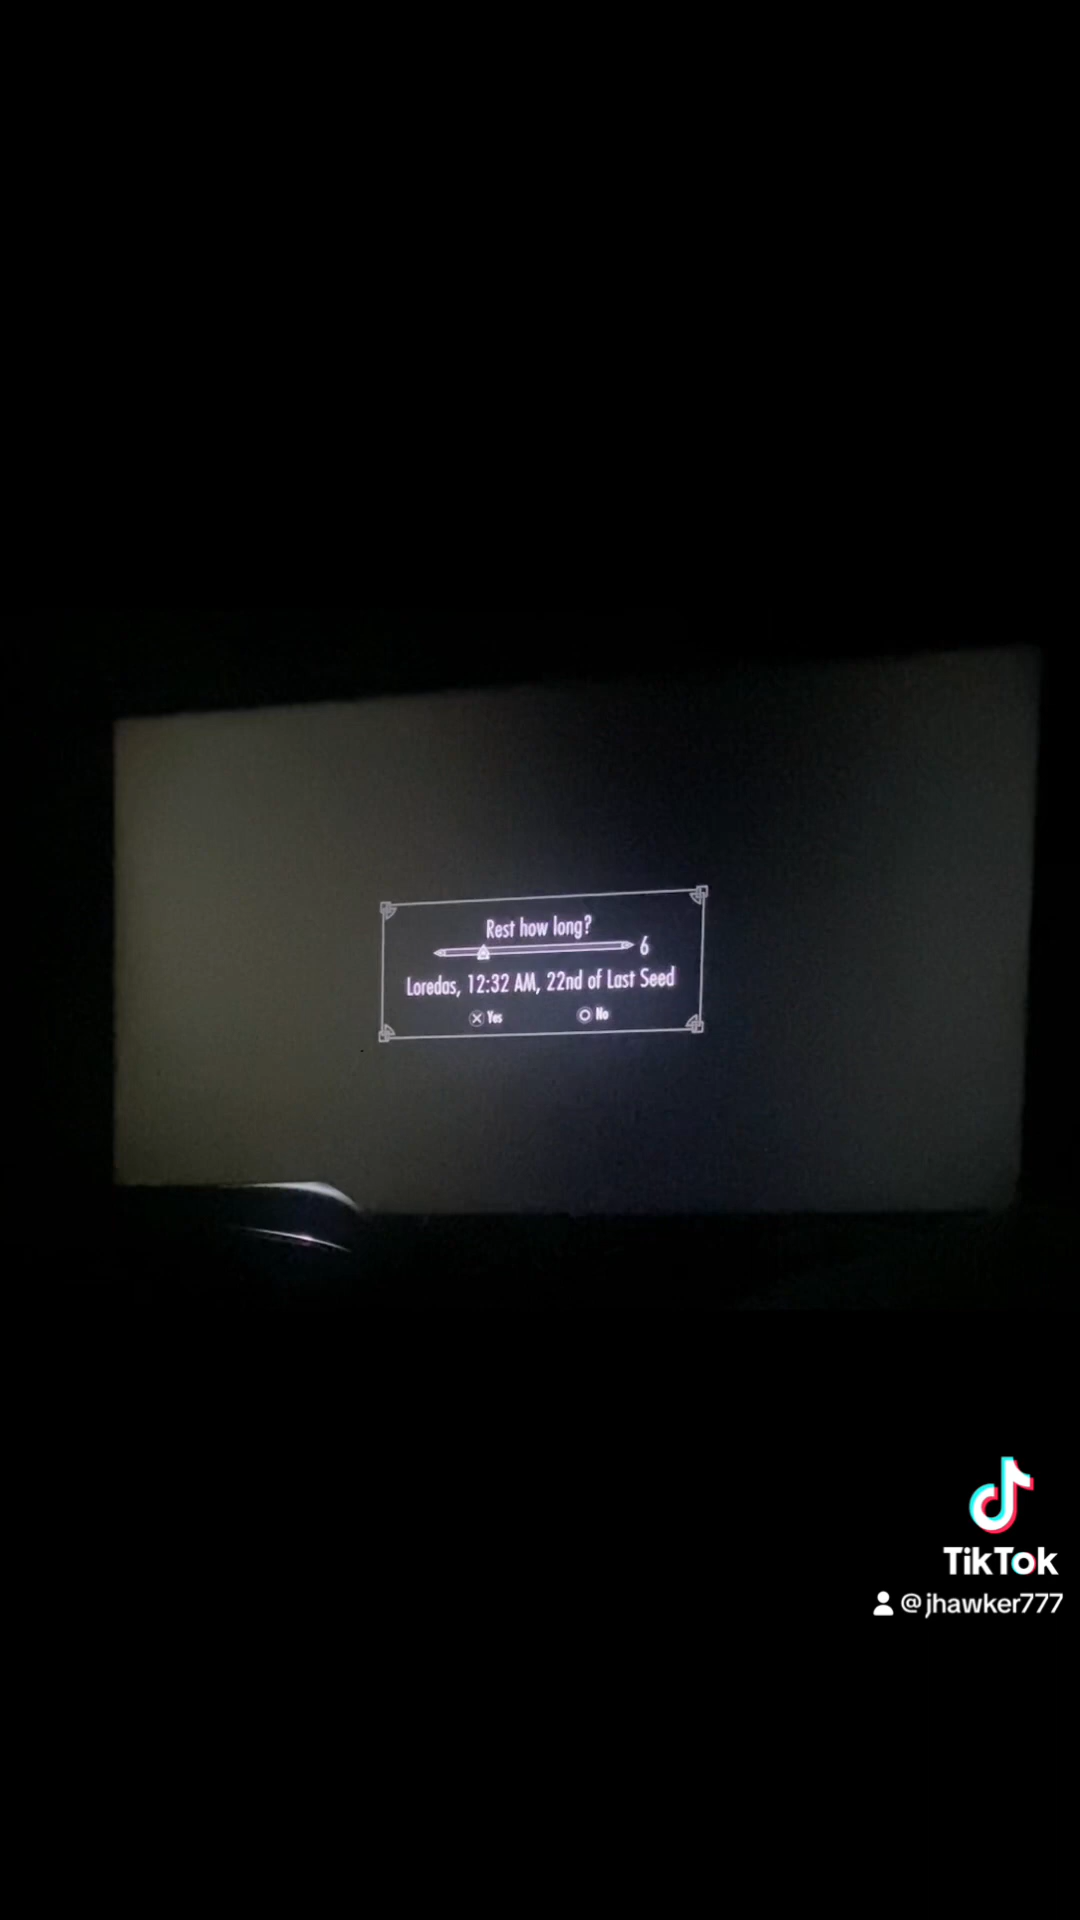 Rest how long?
6
Loredas, 12:32 AM, 22nd of Last Seed
Yes
No
TikTok
@jhawker777